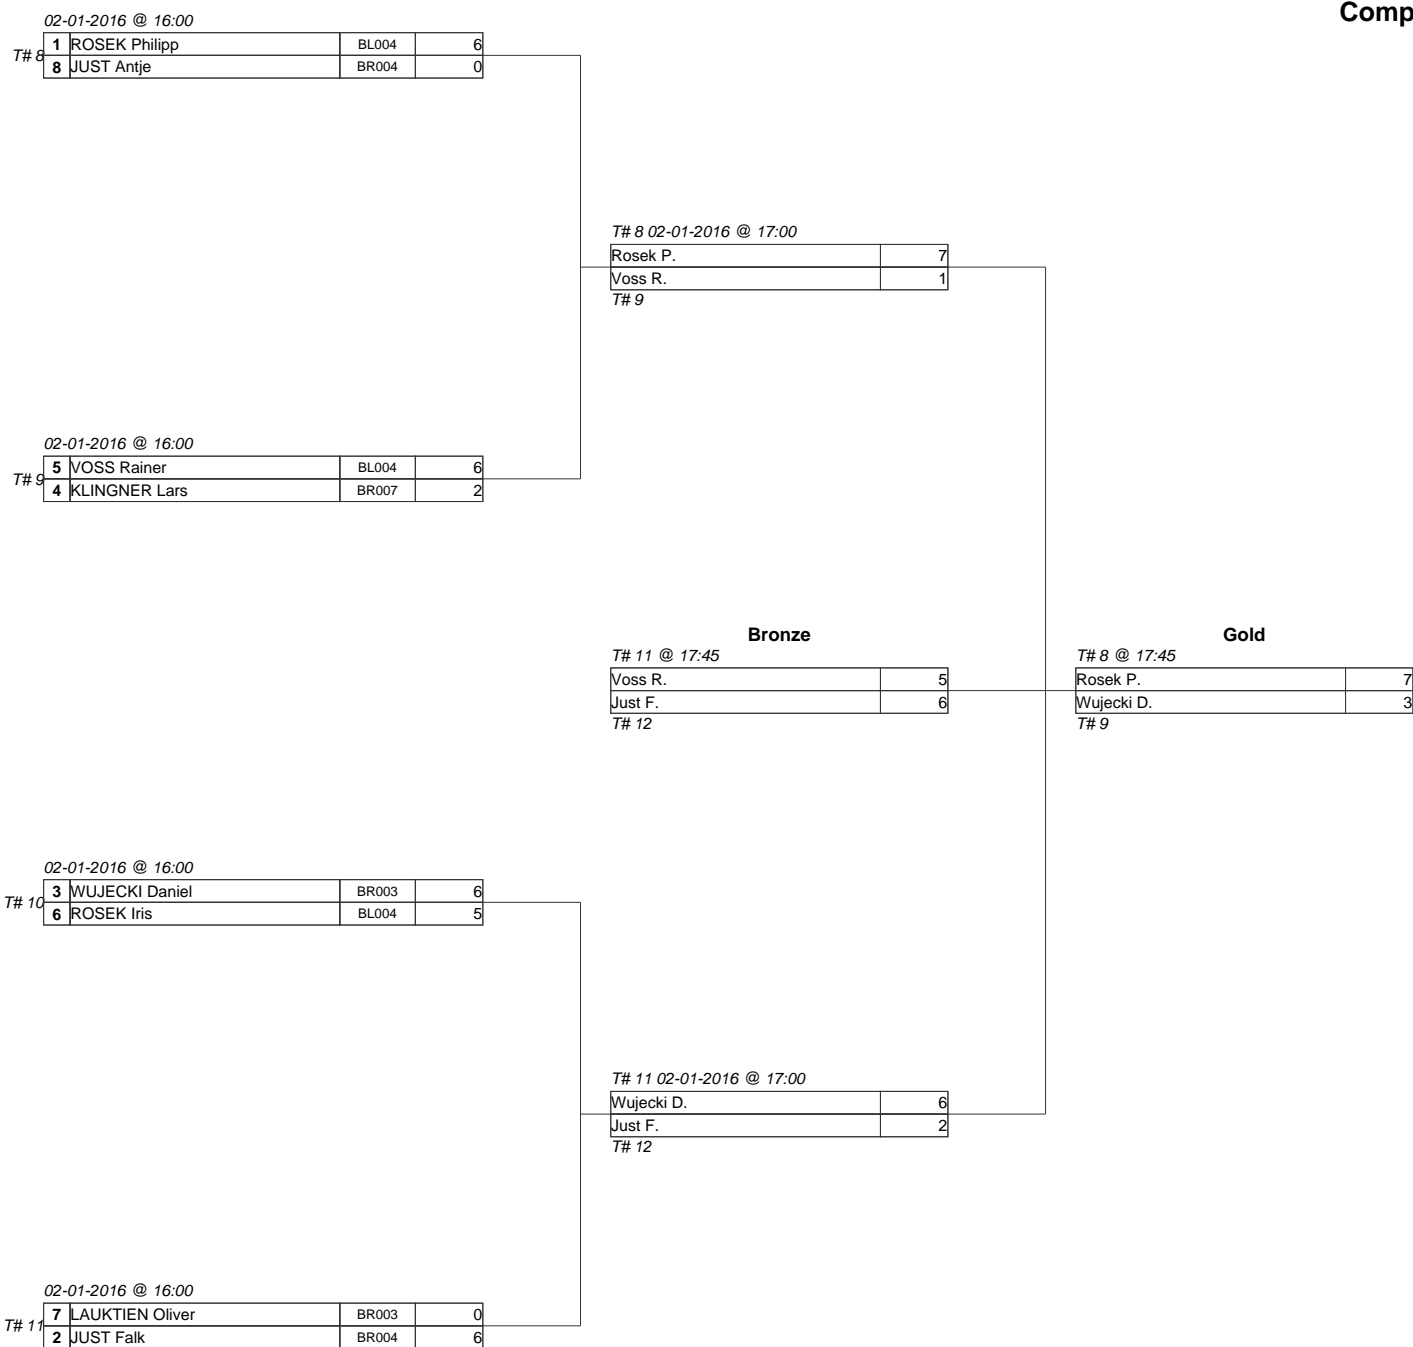 Comp
02-01-2016 @ 16:00
T# 8
1 ROSEK Philipp BL004 6
8 JUST Antje BR004 0
T# 8 02-01-2016 @ 17:00
Rosek P. 7
Voss R. 1
T# 9
02-01-2016 @ 16:00
T# 9
5 VOSS Rainer BL004 6
4 KLINGNER Lars BR007 2
Bronze
T# 11 @ 17:45
Voss R. 5
Just F. 6
T# 12
Gold
T# 8 @ 17:45
Rosek P. 7
Wujecki D. 3
T# 9
02-01-2016 @ 16:00
T# 10
3 WUJECKI Daniel BR003 6
6 ROSEK Iris BL004 5
T# 11 02-01-2016 @ 17:00
Wujecki D. 6
Just F. 2
T# 12
02-01-2016 @ 16:00
T# 11
7 LAUKTIEN Oliver BR003 0
2 JUST Falk BR004 6